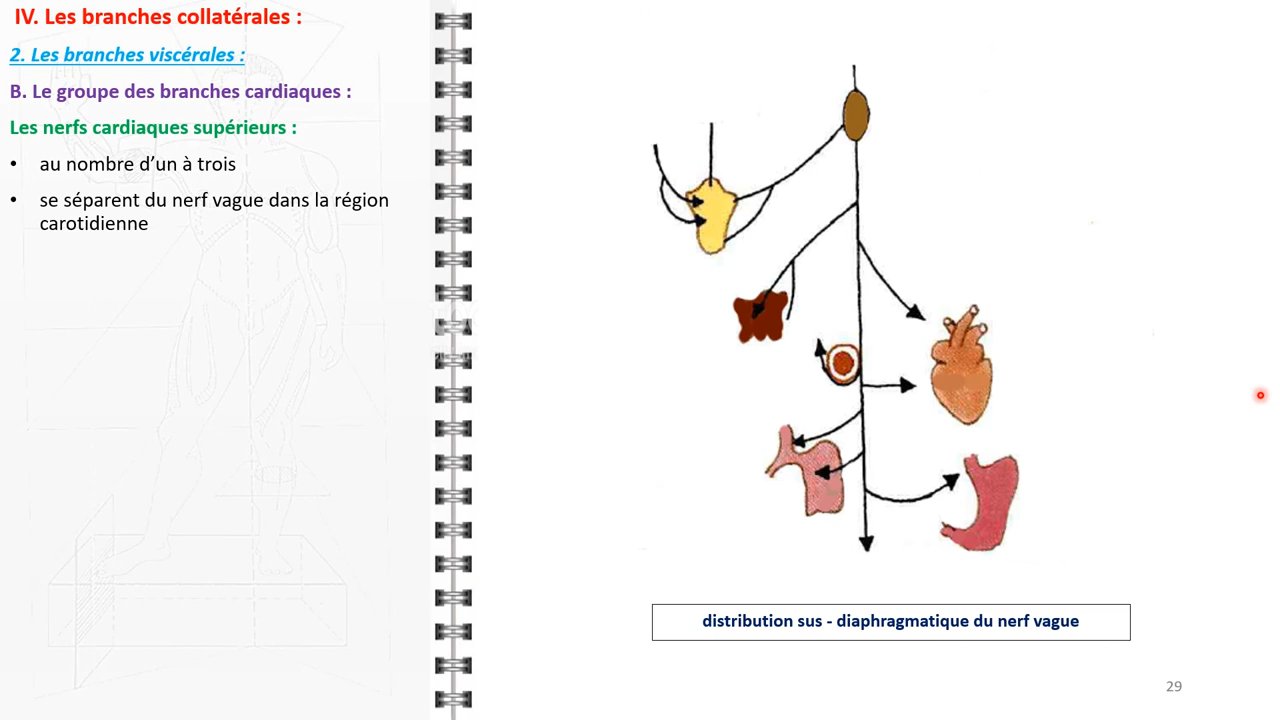 IV. Les branches collatérales :
2. Les branches viscérales :
B. Le groupe des branches cardiaques :
Les nerfs cardiaques supérieurs :
• au nombre d’un à trois
• se séparent du nerf vague dans la région
carotidienne
distribution sus - diaphragmatique du nerf vague
29